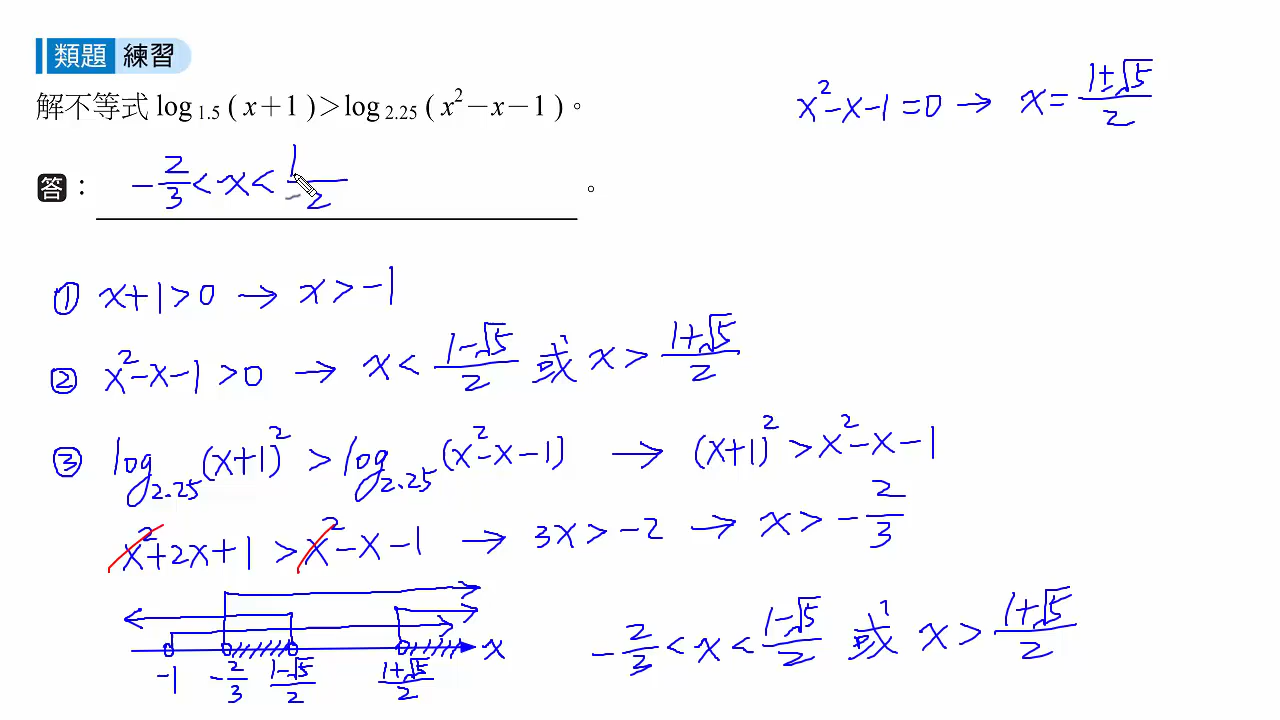 類題 練習
解不等式 log₁.₅ ( x＋1 )＞log₂.₂₅ ( x²－x－1 )。
x²-x-1=0 → x=(1±√5)/2
答： -2/3 < x < 1 /2 。
① x+1>0 → x>-1
② x²-x-1>0 → x<(1-√5)/2 或 x>(1+√5)/2
③ log₂.₂₅(x+1)² > log₂.₂₅(x²-x-1) → (x+1)²>x²-x-1
x²+2x+1>x²-x-1 → 3x>-2 → x>-2/3
-1 -2/3 (1-√5)/2 (1+√5)/2 x
-2/3<x<(1-√5)/2 或 x>(1+√5)/2